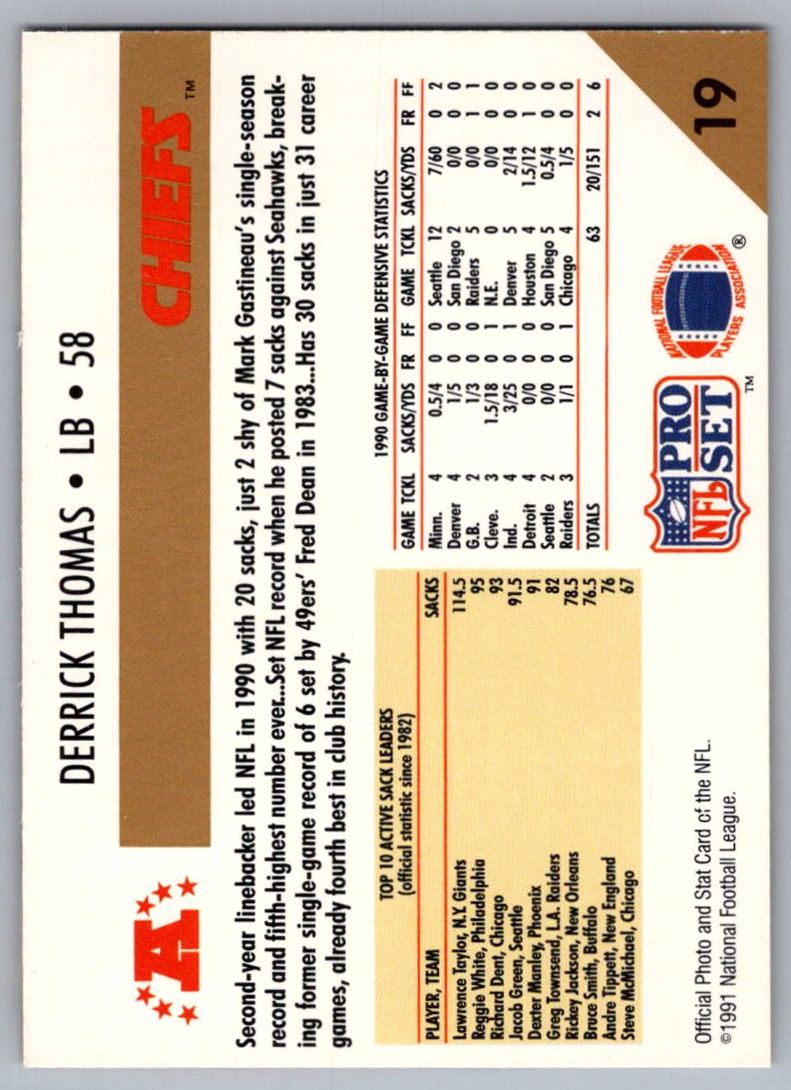 DERRICK THOMAS • LB • 58
A
CHIEFS™
Second-year linebacker led NFL in 1990 with 20 sacks, just 2 shy of Mark Gastineau's single-season
record and fifth-highest number ever...Set NFL record when he posted 7 sacks against Seahawks, break-
ing former single-game record of 6 set by 49ers' Fred Dean in 1983...Has 30 sacks in just 31 career
games, already fourth best in club history.
TOP 10 ACTIVE SACK LEADERS
(official statistic since 1982)
PLAYER, TEAM SACKS
Lawrence Taylor, N.Y. Giants 114.5
Reggie White, Philadelphia 95
Richard Dent, Chicago 93
Jacob Green, Seattle 91.5
Dexter Manley, Phoenix 91
Greg Townsend, L.A. Raiders 82
Rickey Jackson, New Orleans 78.5
Bruce Smith, Buffalo 76.5
Andre Tippett, New England 76
Steve McMichael, Chicago 67
1990 GAME-BY-GAME DEFENSIVE STATISTICS
GAME TCKL SACKS/YDS FR FF GAME TCKL SACKS/YDS FR FF
Minn. 4 0.5/4 0 0 Seattle 12 7/60 0 2
Denver 4 1/5 0 0 San Diego 2 0/0 0 0
G.B. 2 1/3 0 0 Raiders 5 0/0 1 1
Cleve. 3 1.5/18 0 1 N.E. 0 0/0 0 0
Ind. 4 3/25 0 1 Denver 5 2/14 0 0
Detroit 4 0/0 0 0 Houston 4 1.5/12 1 0
Seattle 2 0/0 0 0 San Diego 5 0.5/4 0 0
Raiders 3 1/1 0 1 Chicago 4 1/5 0 0
TOTALS 63 20/151 2 6
Official Photo and Stat Card of the NFL.
©1991 National Football League.
NFL PRO SET™
NATIONAL FOOTBALL LEAGUE
PLAYERS ASSOCIATION®
19